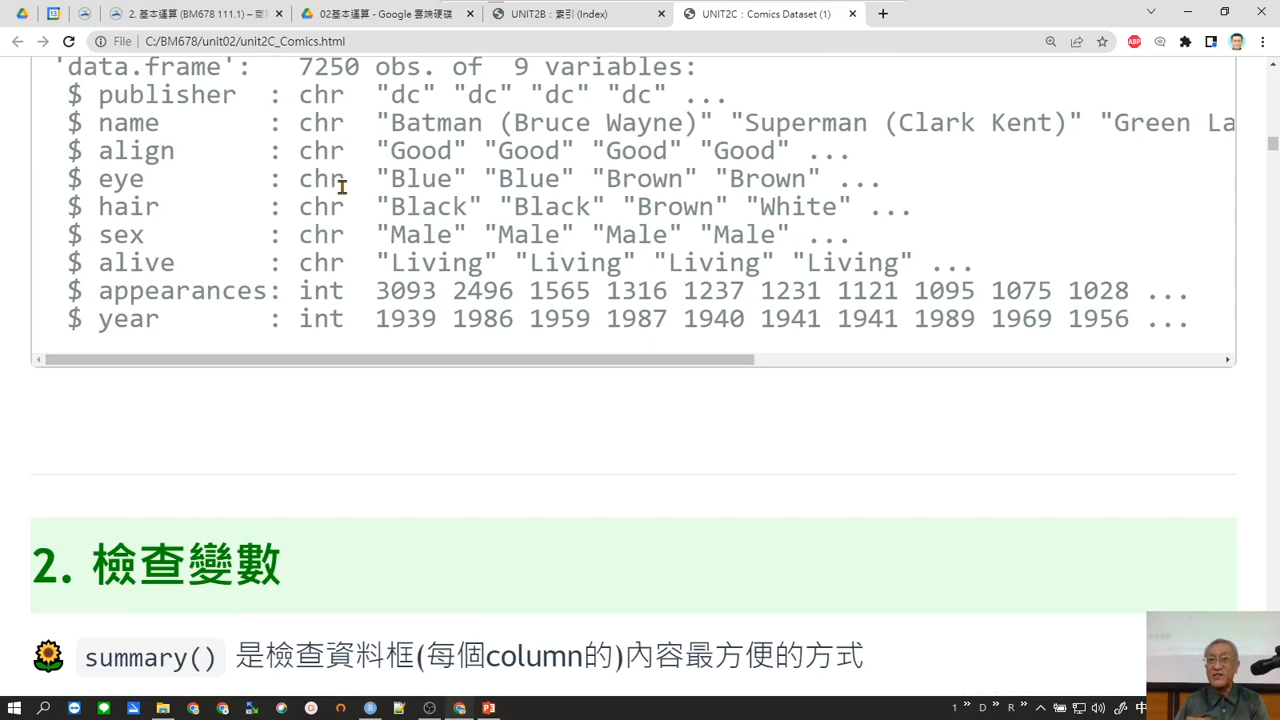 2. 基本運算 (BM678 111.1) – 商
02基本運算 - Google 雲端硬碟
UNIT2B：索引 (Index)
UNIT2C：Comics Dataset (1)
File
C:/BM678/unit02/unit2C_Comics.html
'data.frame':   7250 obs. of  9 variables:
$ publisher  : chr  "dc" "dc" "dc" "dc" ...
$ name       : chr  "Batman (Bruce Wayne)" "Superman (Clark Kent)" "Green La
$ align      : chr  "Good" "Good" "Good" "Good" ...
$ eye        : chr  "Blue" "Blue" "Brown" "Brown" ...
$ hair       : chr  "Black" "Black" "Brown" "White" ...
$ sex        : chr  "Male" "Male" "Male" "Male" ...
$ alive      : chr  "Living" "Living" "Living" "Living" ...
$ appearances: int  3093 2496 1565 1316 1237 1231 1121 1095 1075 1028 ...
$ year       : int  1939 1986 1959 1987 1940 1941 1941 1989 1969 1956 ...
2. 檢查變數
summary() 是檢查資料框(每個column的)內容最方便的方式
1 » D » R » 中